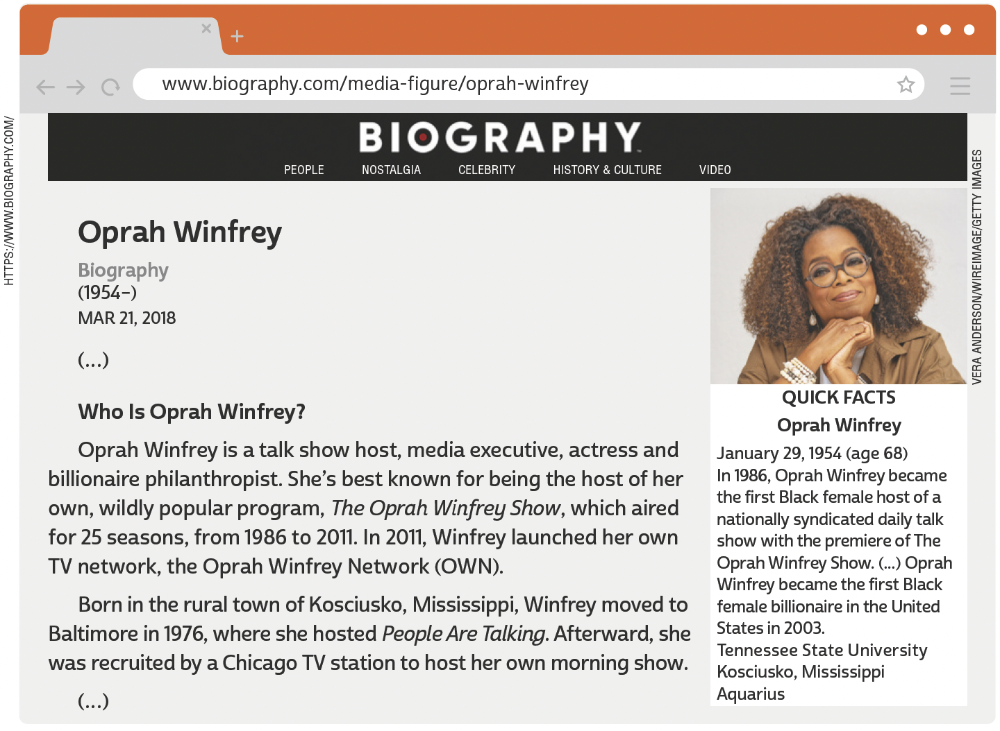 www.biography.com/media-figure/oprah-winfrey
HTTPS://WWW.BIOGRAPHY.COM/
BIOGRAPHY™
PEOPLE NOSTALGIA CELEBRITY HISTORY & CULTURE VIDEO
Oprah Winfrey
Biography
(1954–)
MAR 21, 2018
(...)
Who Is Oprah Winfrey?
Oprah Winfrey is a talk show host, media executive, actress and
billionaire philanthropist. She’s best known for being the host of her
own, wildly popular program, The Oprah Winfrey Show, which aired
for 25 seasons, from 1986 to 2011. In 2011, Winfrey launched her own
TV network, the Oprah Winfrey Network (OWN).
Born in the rural town of Kosciusko, Mississippi, Winfrey moved to
Baltimore in 1976, where she hosted People Are Talking. Afterward, she
was recruited by a Chicago TV station to host her own morning show.
(...)
VERA ANDERSON/WIREIMAGE/GETTY IMAGES
QUICK FACTS
Oprah Winfrey
January 29, 1954 (age 68)
In 1986, Oprah Winfrey became
the first Black female host of a
nationally syndicated daily talk
show with the premiere of The
Oprah Winfrey Show. (...) Oprah
Winfrey became the first Black
female billionaire in the United
States in 2003.
Tennessee State University
Kosciusko, Mississippi
Aquarius